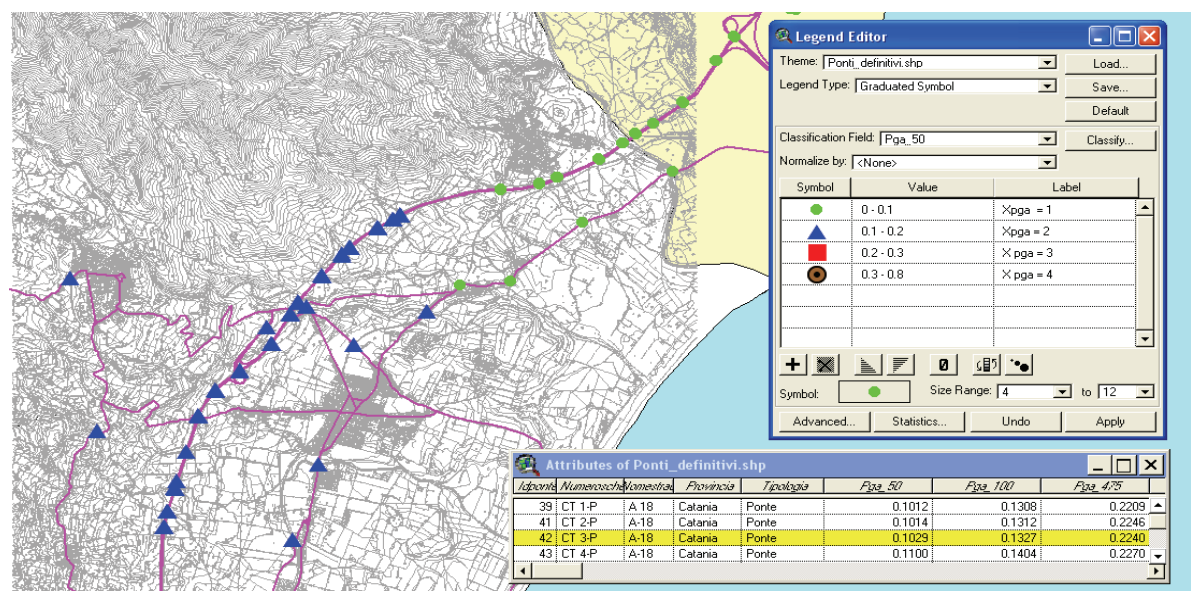 Legend Editor
Theme: Ponti_definitivi.shp Load...
Legend Type: Graduated Symbol Save...
Default
Classification Field: Pga_50 Classify...
Normalize by: <None>
Symbol Value Label
0 - 0.1 Xpga = 1
0.1 - 0.2 Xpga = 2
0.2 - 0.3 X pga = 3
0.3 - 0.8 X pga = 4
Symbol: Size Range: 4 to 12
Advanced... Statistics... Undo Apply
Attributes of Ponti_definitivi.shp
Idponte Numerosche Nomestrad Provincia Tipologia Pga_50 Pga_100 Pga_475
39 CT 1-P A 18 Catania Ponte 0.1012 0.1308 0.2209
41 CT 2-P A-18 Catania Ponte 0.1014 0.1312 0.2246
42 CT 3-P A-18 Catania Ponte 0.1029 0.1327 0.2240
43 CT 4-P A-18 Catania Ponte 0.1100 0.1404 0.2270